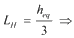 L_H = h_eq / 3 ⇒